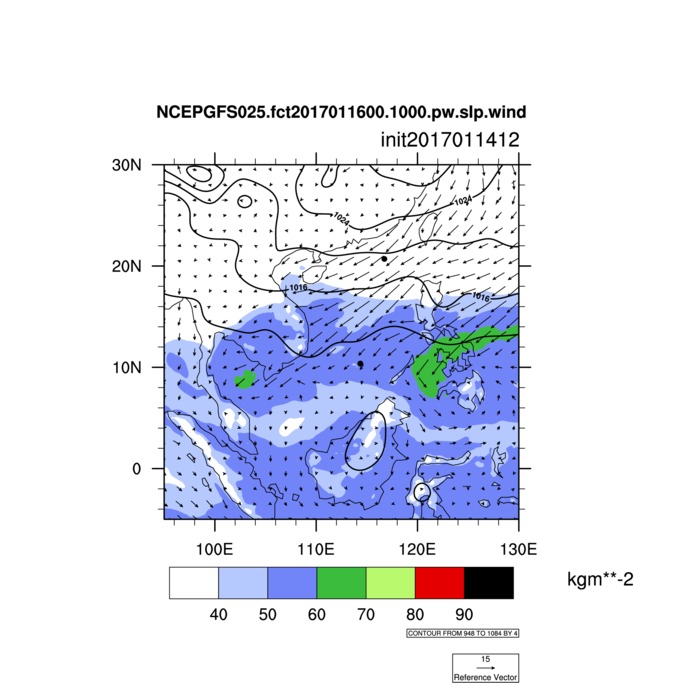 NCEPGFS025.fct2017011600.1000.pw.slp.wind
init2017011412
30N
1024
1024
20N
1016
1016
10N
0
100E 110E 120E 130E
kgm**-2
40 50 60 70 80 90
CONTOUR FROM 948 TO 1084 BY 4
15
Reference Vector